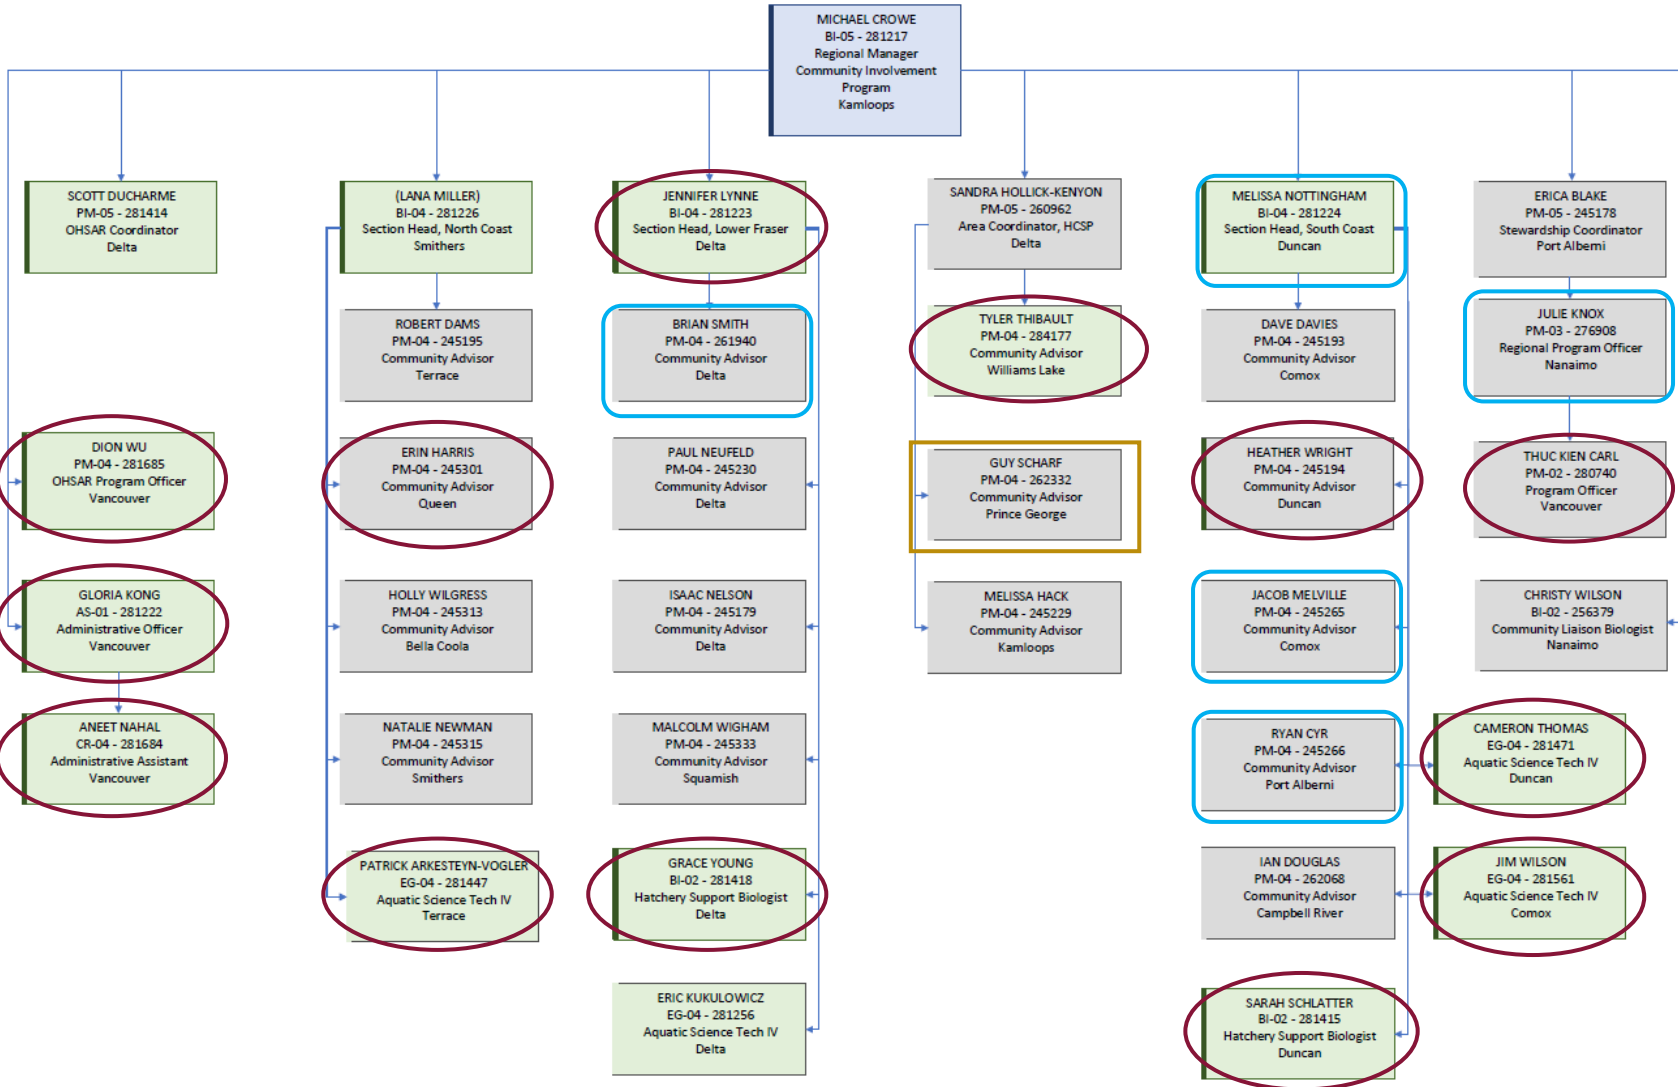 MICHAEL CROWE
BI-05 - 281217
Regional Manager
Community Involvement
Program
Kamloops
SCOTT DUCHARME
PM-05 - 281414
OHSAR Coordinator
Delta
(LANA MILLER)
BI-04 - 281226
Section Head, North Coast
Smithers
JENNIFER LYNNE
BI-04 - 281223
Section Head, Lower Fraser
Delta
SANDRA HOLLICK-KENYON
PM-05 - 260962
Area Coordinator, HCSP
Delta
MELISSA NOTTINGHAM
BI-04 - 281224
Section Head, South Coast
Duncan
ERICA BLAKE
PM-05 - 245178
Stewardship Coordinator
Port Alberni
ROBERT DAMS
PM-04 - 245195
Community Advisor
Terrace
BRIAN SMITH
PM-04 - 261940
Community Advisor
Delta
TYLER THIBAULT
PM-04 - 284177
Community Advisor
Williams Lake
DAVE DAVIES
PM-04 - 245193
Community Advisor
Comox
JULIE KNOX
PM-03 - 276908
Regional Program Officer
Nanaimo
DION WU
PM-04 - 281685
OHSAR Program Officer
Vancouver
ERIN HARRIS
PM-04 - 245301
Community Advisor
Queen
PAUL NEUFELD
PM-04 - 245230
Community Advisor
Delta
GUY SCHARF
PM-04 - 262332
Community Advisor
Prince George
HEATHER WRIGHT
PM-04 - 245194
Community Advisor
Duncan
THUC KIEN CARL
PM-02 - 280740
Program Officer
Vancouver
GLORIA KONG
AS-01 - 281222
Administrative Officer
Vancouver
HOLLY WILGRESS
PM-04 - 245313
Community Advisor
Bella Coola
ISAAC NELSON
PM-04 - 245179
Community Advisor
Delta
MELISSA HACK
PM-04 - 245229
Community Advisor
Kamloops
JACOB MELVILLE
PM-04 - 245265
Community Advisor
Comox
CHRISTY WILSON
BI-02 - 256379
Community Liaison Biologist
Nanaimo
ANEET NAHAL
CR-04 - 281684
Administrative Assistant
Vancouver
NATALIE NEWMAN
PM-04 - 245315
Community Advisor
Smithers
MALCOLM WIGHAM
PM-04 - 245333
Community Advisor
Squamish
RYAN CYR
PM-04 - 245266
Community Advisor
Port Alberni
CAMERON THOMAS
EG-04 - 281471
Aquatic Science Tech IV
Duncan
PATRICK ARKESTEYN-VOGLER
EG-04 - 281447
Aquatic Science Tech IV
Terrace
GRACE YOUNG
BI-02 - 281418
Hatchery Support Biologist
Delta
IAN DOUGLAS
PM-04 - 262068
Community Advisor
Campbell River
JIM WILSON
EG-04 - 281561
Aquatic Science Tech IV
Comox
ERIC KUKULOWICZ
EG-04 - 281256
Aquatic Science Tech IV
Delta
SARAH SCHLATTER
BI-02 - 281415
Hatchery Support Biologist
Duncan